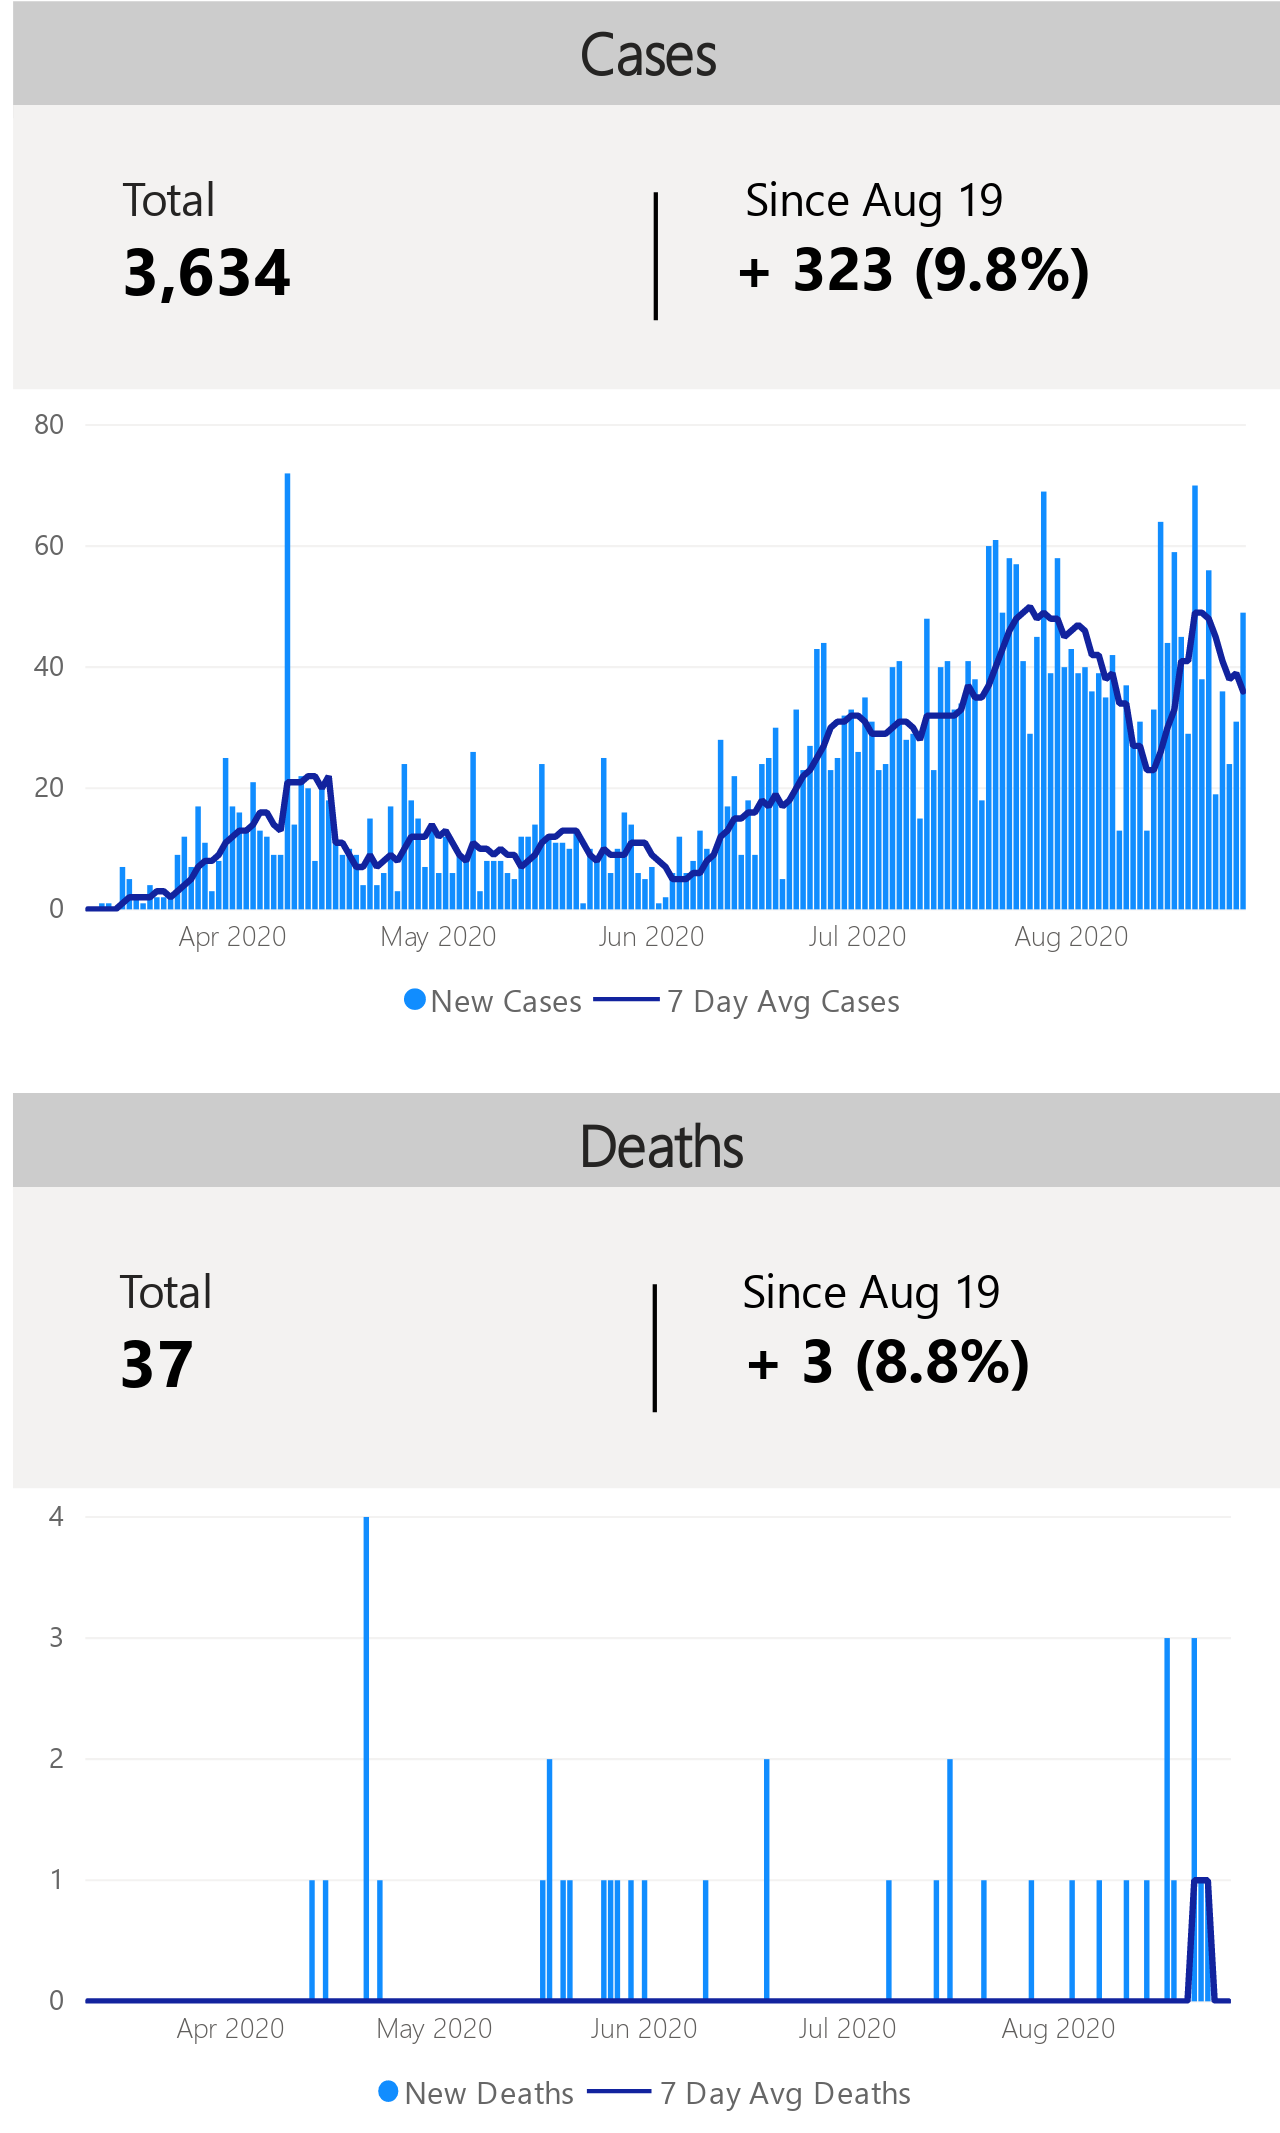 Cases
Total
Since Aug 19
3,634
+ 323 (9.8%)
80
60
40
20
0
Apr 2020 May 2020 Jun 2020 Jul 2020 Aug 2020
New Cases 7 Day Avg Cases
Deaths
Total
Since Aug 19
37
+ 3 (8.8%)
4
3
2
1
0
Apr 2020 May 2020 Jun 2020 Jul 2020 Aug 2020
New Deaths 7 Day Avg Deaths